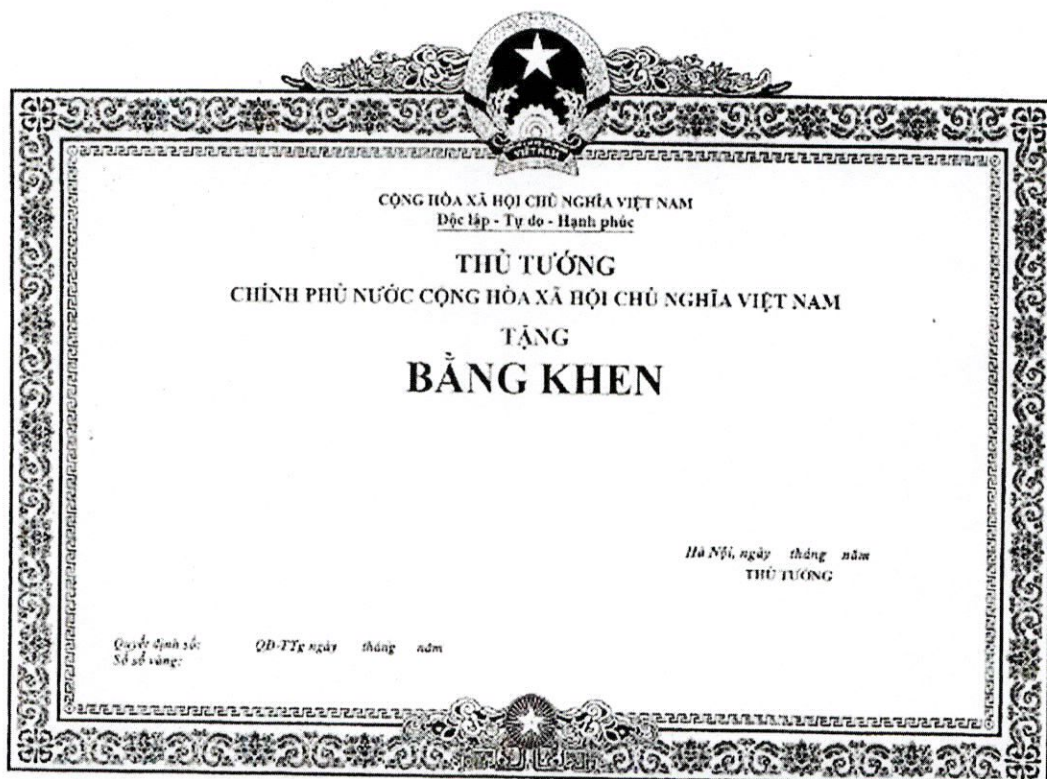 VIỆT NAM
CỘNG HÒA XÃ HỘI CHỦ NGHĨA VIỆT NAM
Độc lập - Tự do - Hạnh phúc
THỦ TƯỚNG
CHÍNH PHỦ NƯỚC CỘNG HÒA XÃ HỘI CHỦ NGHĨA VIỆT NAM
TẶNG
BẰNG KHEN
Hà Nội, ngày tháng năm
THỦ TƯỚNG
Quyết định số: QĐ-TTg ngày tháng năm
Số sổ vàng: